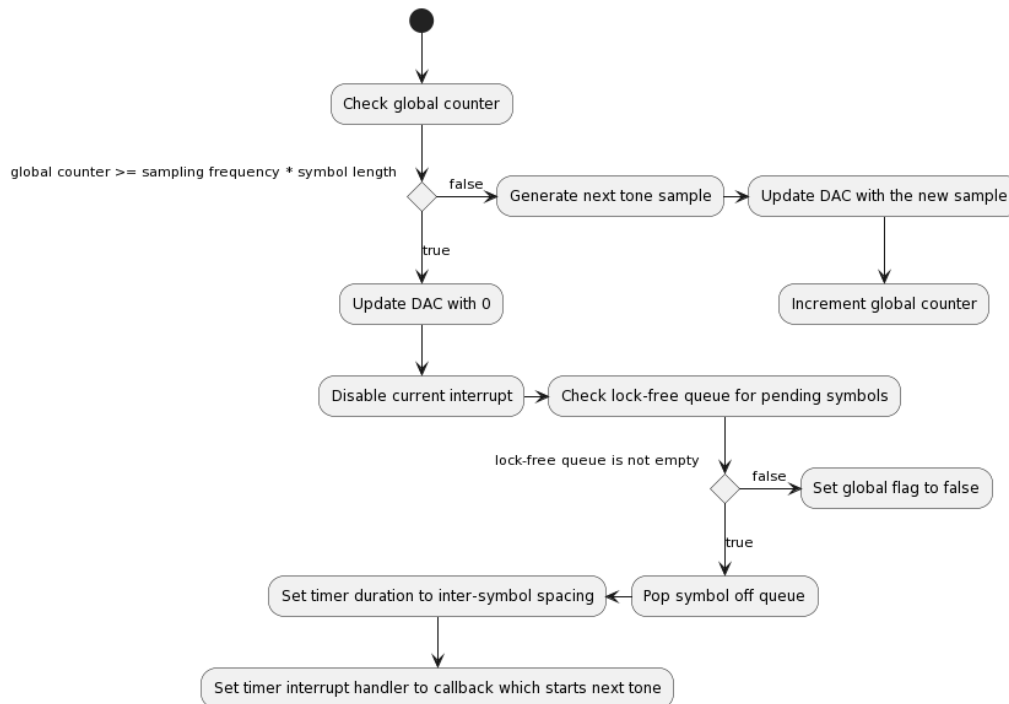 Check global counter
global counter >= sampling frequency * symbol length
false
Generate next tone sample
Update DAC with the new sample
true
Update DAC with 0
Increment global counter
Disable current interrupt
Check lock-free queue for pending symbols
lock-free queue is not empty
false
Set global flag to false
true
Set timer duration to inter-symbol spacing
Pop symbol off queue
Set timer interrupt handler to callback which starts next tone